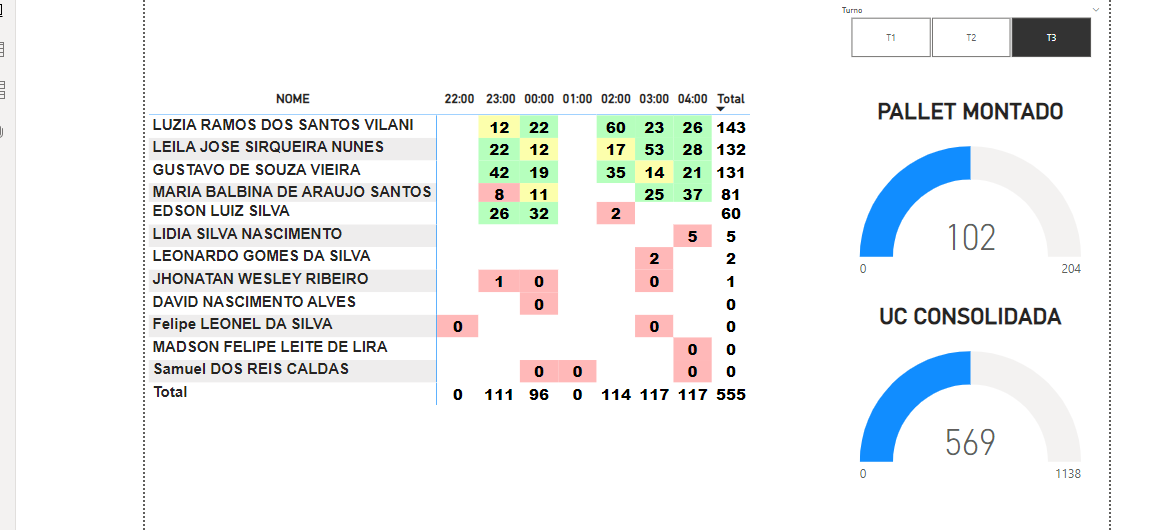 Turno
T1 T2 T3
NOME 22:00 23:00 00:00 01:00 02:00 03:00 04:00 Total
LUZIA RAMOS DOS SANTOS VILANI 12 22 60 23 26 143
LEILA JOSE SIRQUEIRA NUNES 22 12 17 53 28 132
GUSTAVO DE SOUZA VIEIRA 42 19 35 14 21 131
MARIA BALBINA DE ARAUJO SANTOS 8 11 25 37 81
EDSON LUIZ SILVA 26 32 2 60
LIDIA SILVA NASCIMENTO 5 5
LEONARDO GOMES DA SILVA 2 2
JHONATAN WESLEY RIBEIRO 1 0 0 1
DAVID NASCIMENTO ALVES 0 0
Felipe LEONEL DA SILVA 0 0 0
MADSON FELIPE LEITE DE LIRA 0 0
Samuel DOS REIS CALDAS 0 0 0 0
Total 0 111 96 0 114 117 117 555
PALLET MONTADO
102
0 204
UC CONSOLIDADA
569
0 1138